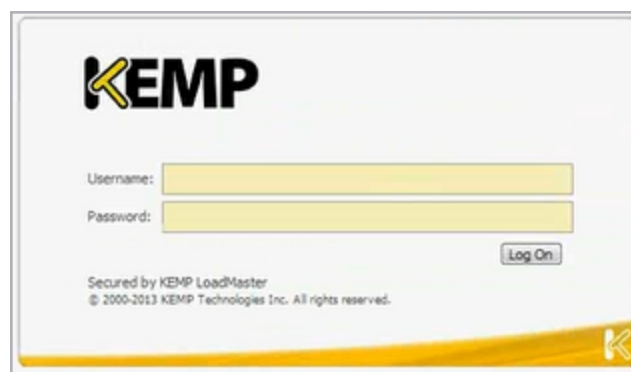 KEMP
Username:
Password:
Log On
Secured by KEMP LoadMaster
© 2000-2013 KEMP Technologies Inc. All rights reserved.
K